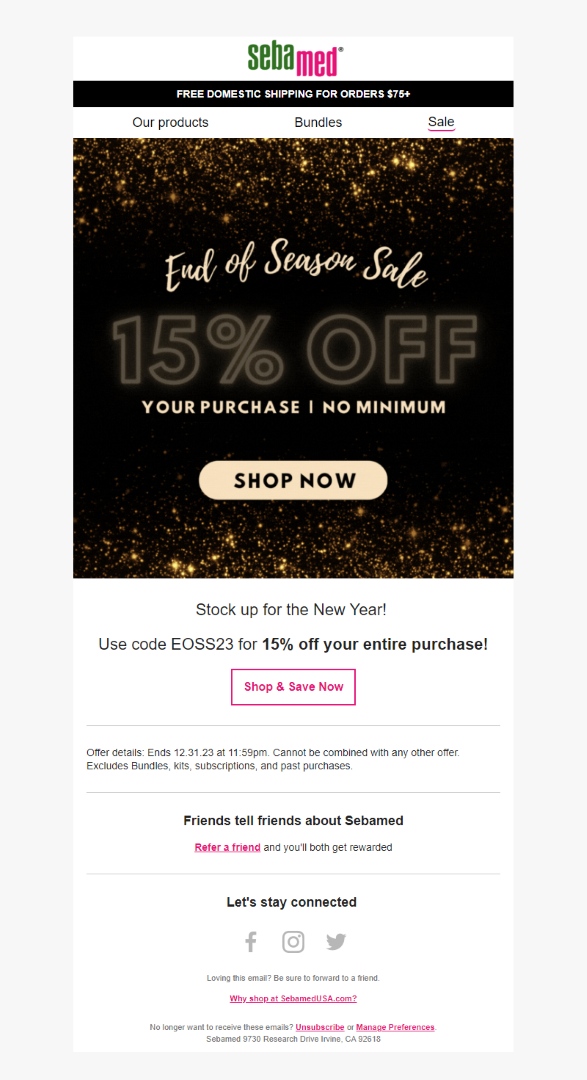 sebamed®
FREE DOMESTIC SHIPPING FOR ORDERS $75+
Our products Bundles Sale
End of Season Sale
15% OFF
YOUR PURCHASE | NO MINIMUM
SHOP NOW
Stock up for the New Year!
Use code EOSS23 for 15% off your entire purchase!
Shop & Save Now
Offer details: Ends 12.31.23 at 11:59pm. Cannot be combined with any other offer.
Excludes Bundles, kits, subscriptions, and past purchases.
Friends tell friends about Sebamed
Refer a friend and you'll both get rewarded
Let's stay connected
Loving this email? Be sure to forward to a friend.
Why shop at SebamedUSA.com?
No longer want to receive these emails? Unsubscribe or Manage Preferences.
Sebamed 9730 Research Drive Irvine, CA 92618